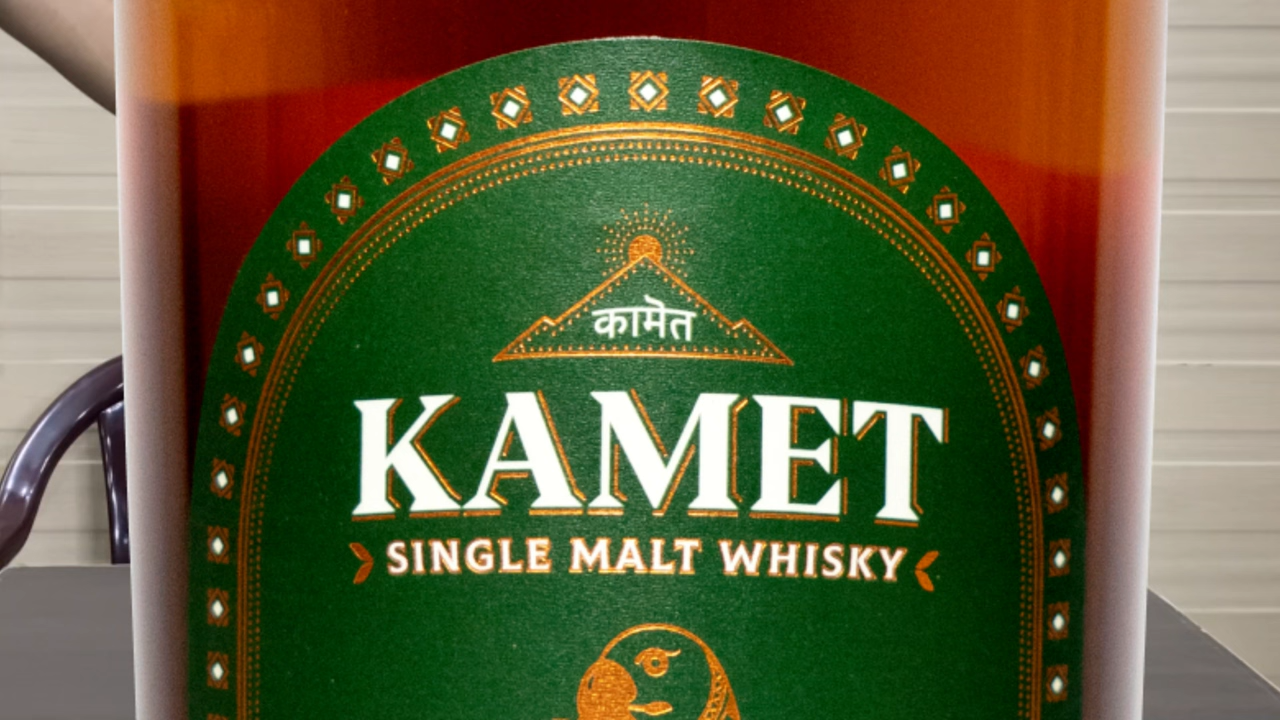 कामेत
KAMET
SINGLE MALT WHISKY